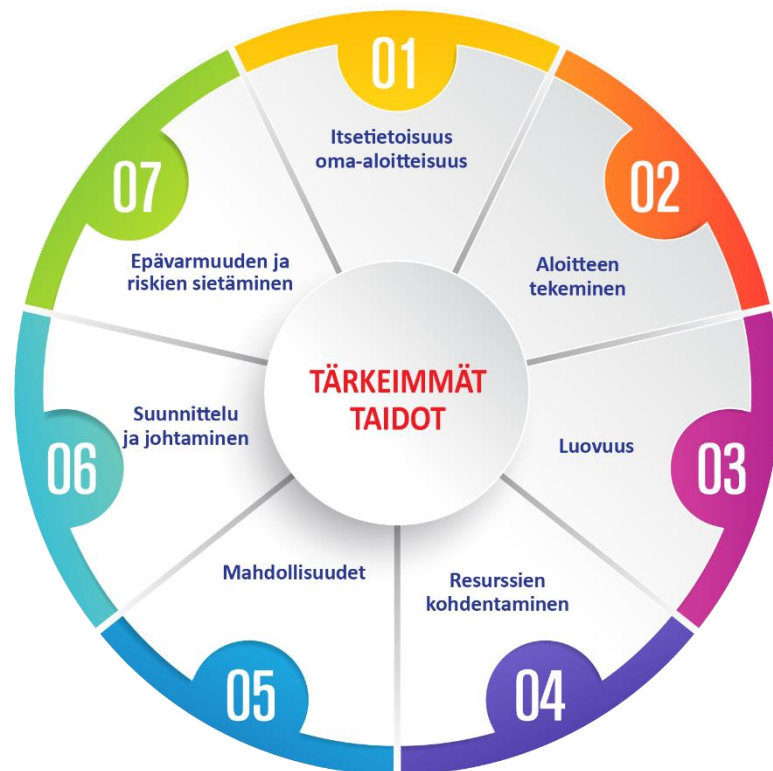 TÄRKEIMMÄT
TAIDOT
01
Itsetietoisuus
oma-aloitteisuus
02
Aloitteen
tekeminen
03
Luovuus
04
Resurssien
kohdentaminen
05
Mahdollisuudet
06
Suunnittelu
ja johtaminen
07
Epävarmuuden ja
riskien sietäminen